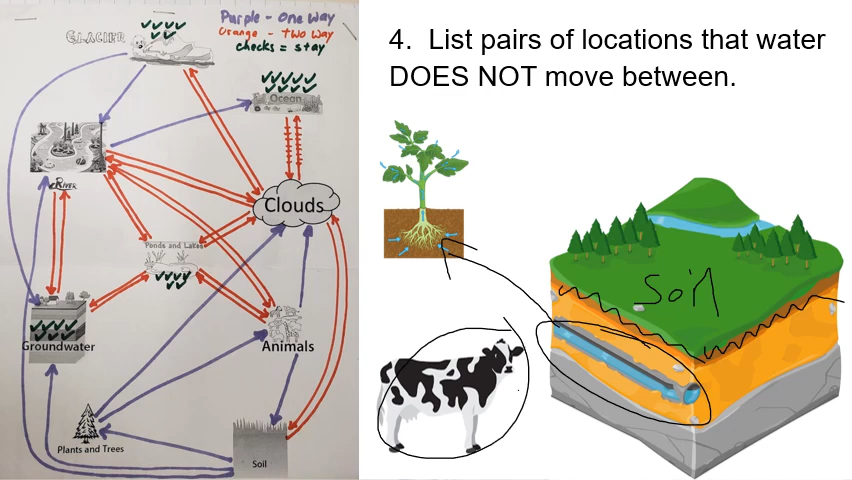 Purple - one way
Orange - Two way
checks = stay
GLACIER
Ocean
River
Clouds
Ponds and Lakes
Groundwater
Animals
Plants and Trees
Soil
4. List pairs of locations that water
DOES NOT move between.
Soil